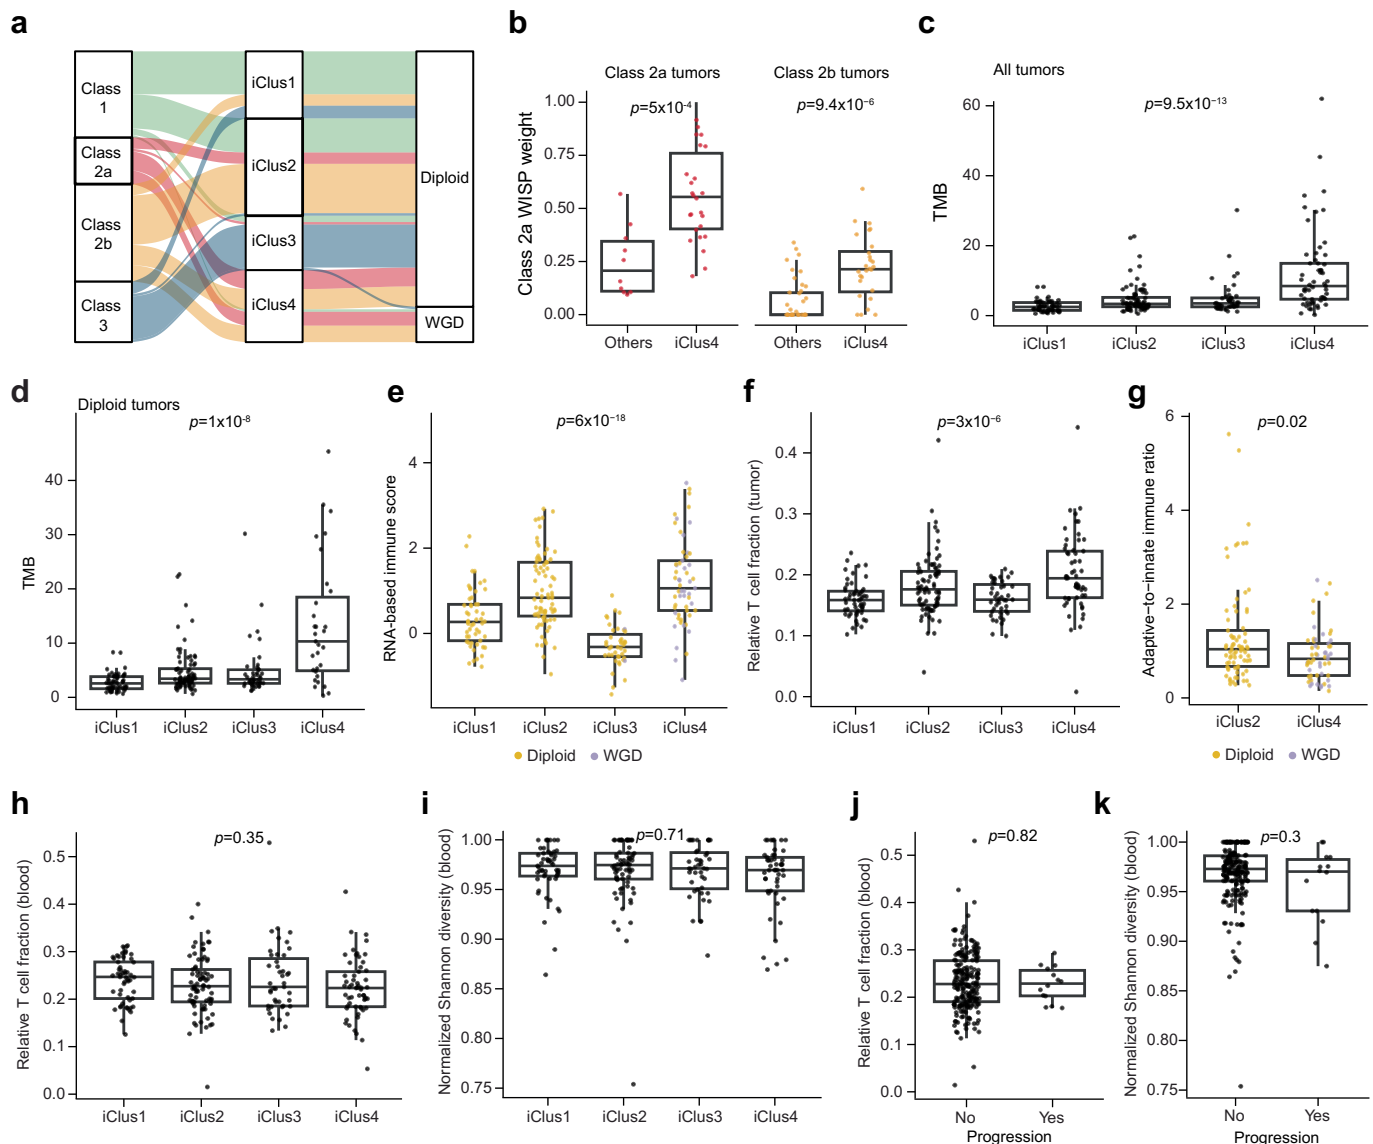 a
Class
1
Class
2a
Class
2b
Class
3
iClus1
iClus2
iClus3
iClus4
Diploid
WGD
b
Class 2a tumors
Class 2b tumors
p=5x10-4
p=9.4x10−6
Class 2a WISP weight
1.00
0.75
0.50
0.25
0.00
Others
iClus4
Others
iClus4
c
All tumors
p=9.5x10−13
TMB
60
40
20
0
iClus1
iClus2
iClus3
iClus4
d
Diploid tumors
p=1x10-8
TMB
40
30
20
10
0
iClus1
iClus2
iClus3
iClus4
e
p=6x10−18
RNA-based immune score
4
2
0
iClus1
iClus2
iClus3
iClus4
Diploid
WGD
f
p=3x10−6
Relative T cell fraction (tumor)
0.4
0.3
0.2
0.1
0.0
iClus1
iClus2
iClus3
iClus4
g
p=0.02
Adaptive−to−innate immune ratio
6
4
2
0
iClus2
iClus4
Diploid
WGD
h
p=0.35
Relative T cell fraction (blood)
0.5
0.4
0.3
0.2
0.1
0.0
iClus1
iClus2
iClus3
iClus4
i
p=0.71
Normalized Shannon diversity (blood)
1.00
0.95
0.90
0.85
0.80
0.75
iClus1
iClus2
iClus3
iClus4
j
p=0.82
Relative T cell fraction (blood)
0.5
0.4
0.3
0.2
0.1
0.0
No
Yes
Progression
k
p=0.3
Normalized Shannon diversity (blood)
1.00
0.95
0.90
0.85
0.80
0.75
No
Yes
Progression